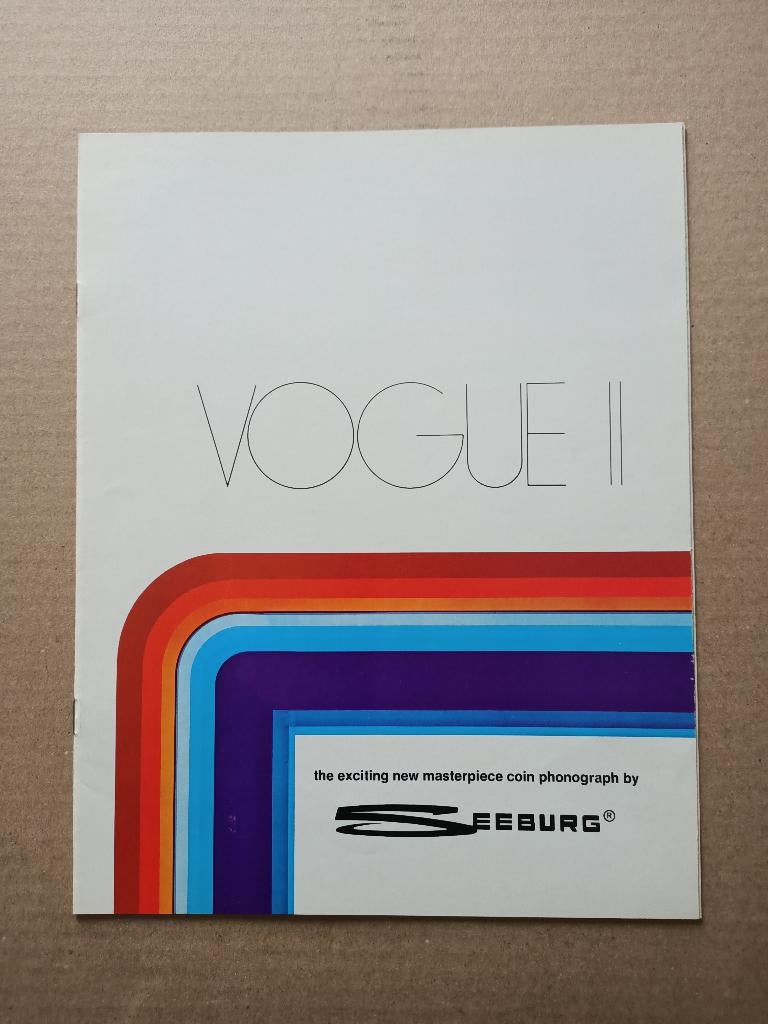 VOGUE II
the exciting new masterpiece coin phonograph by
SEEBURG®